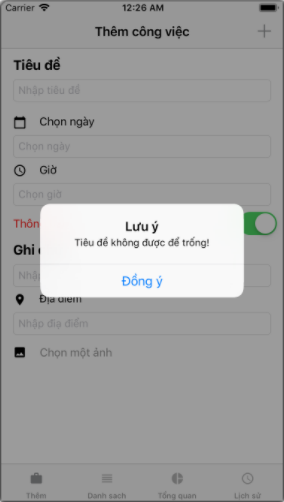 Carrier 12:26 AM
Thêm công việc
Tiêu đề
Nhập tiêu đề
Chọn ngày
Chọn ngày
Giờ
Chọn giờ
Thôn
Lưu ý
Tiêu đề không được để trống!
Đồng ý
Ghi
Nhập
Địa điểm
Nhập địa điểm
Chọn một ảnh
Thêm Danh sach Tổng quan Lịch sử